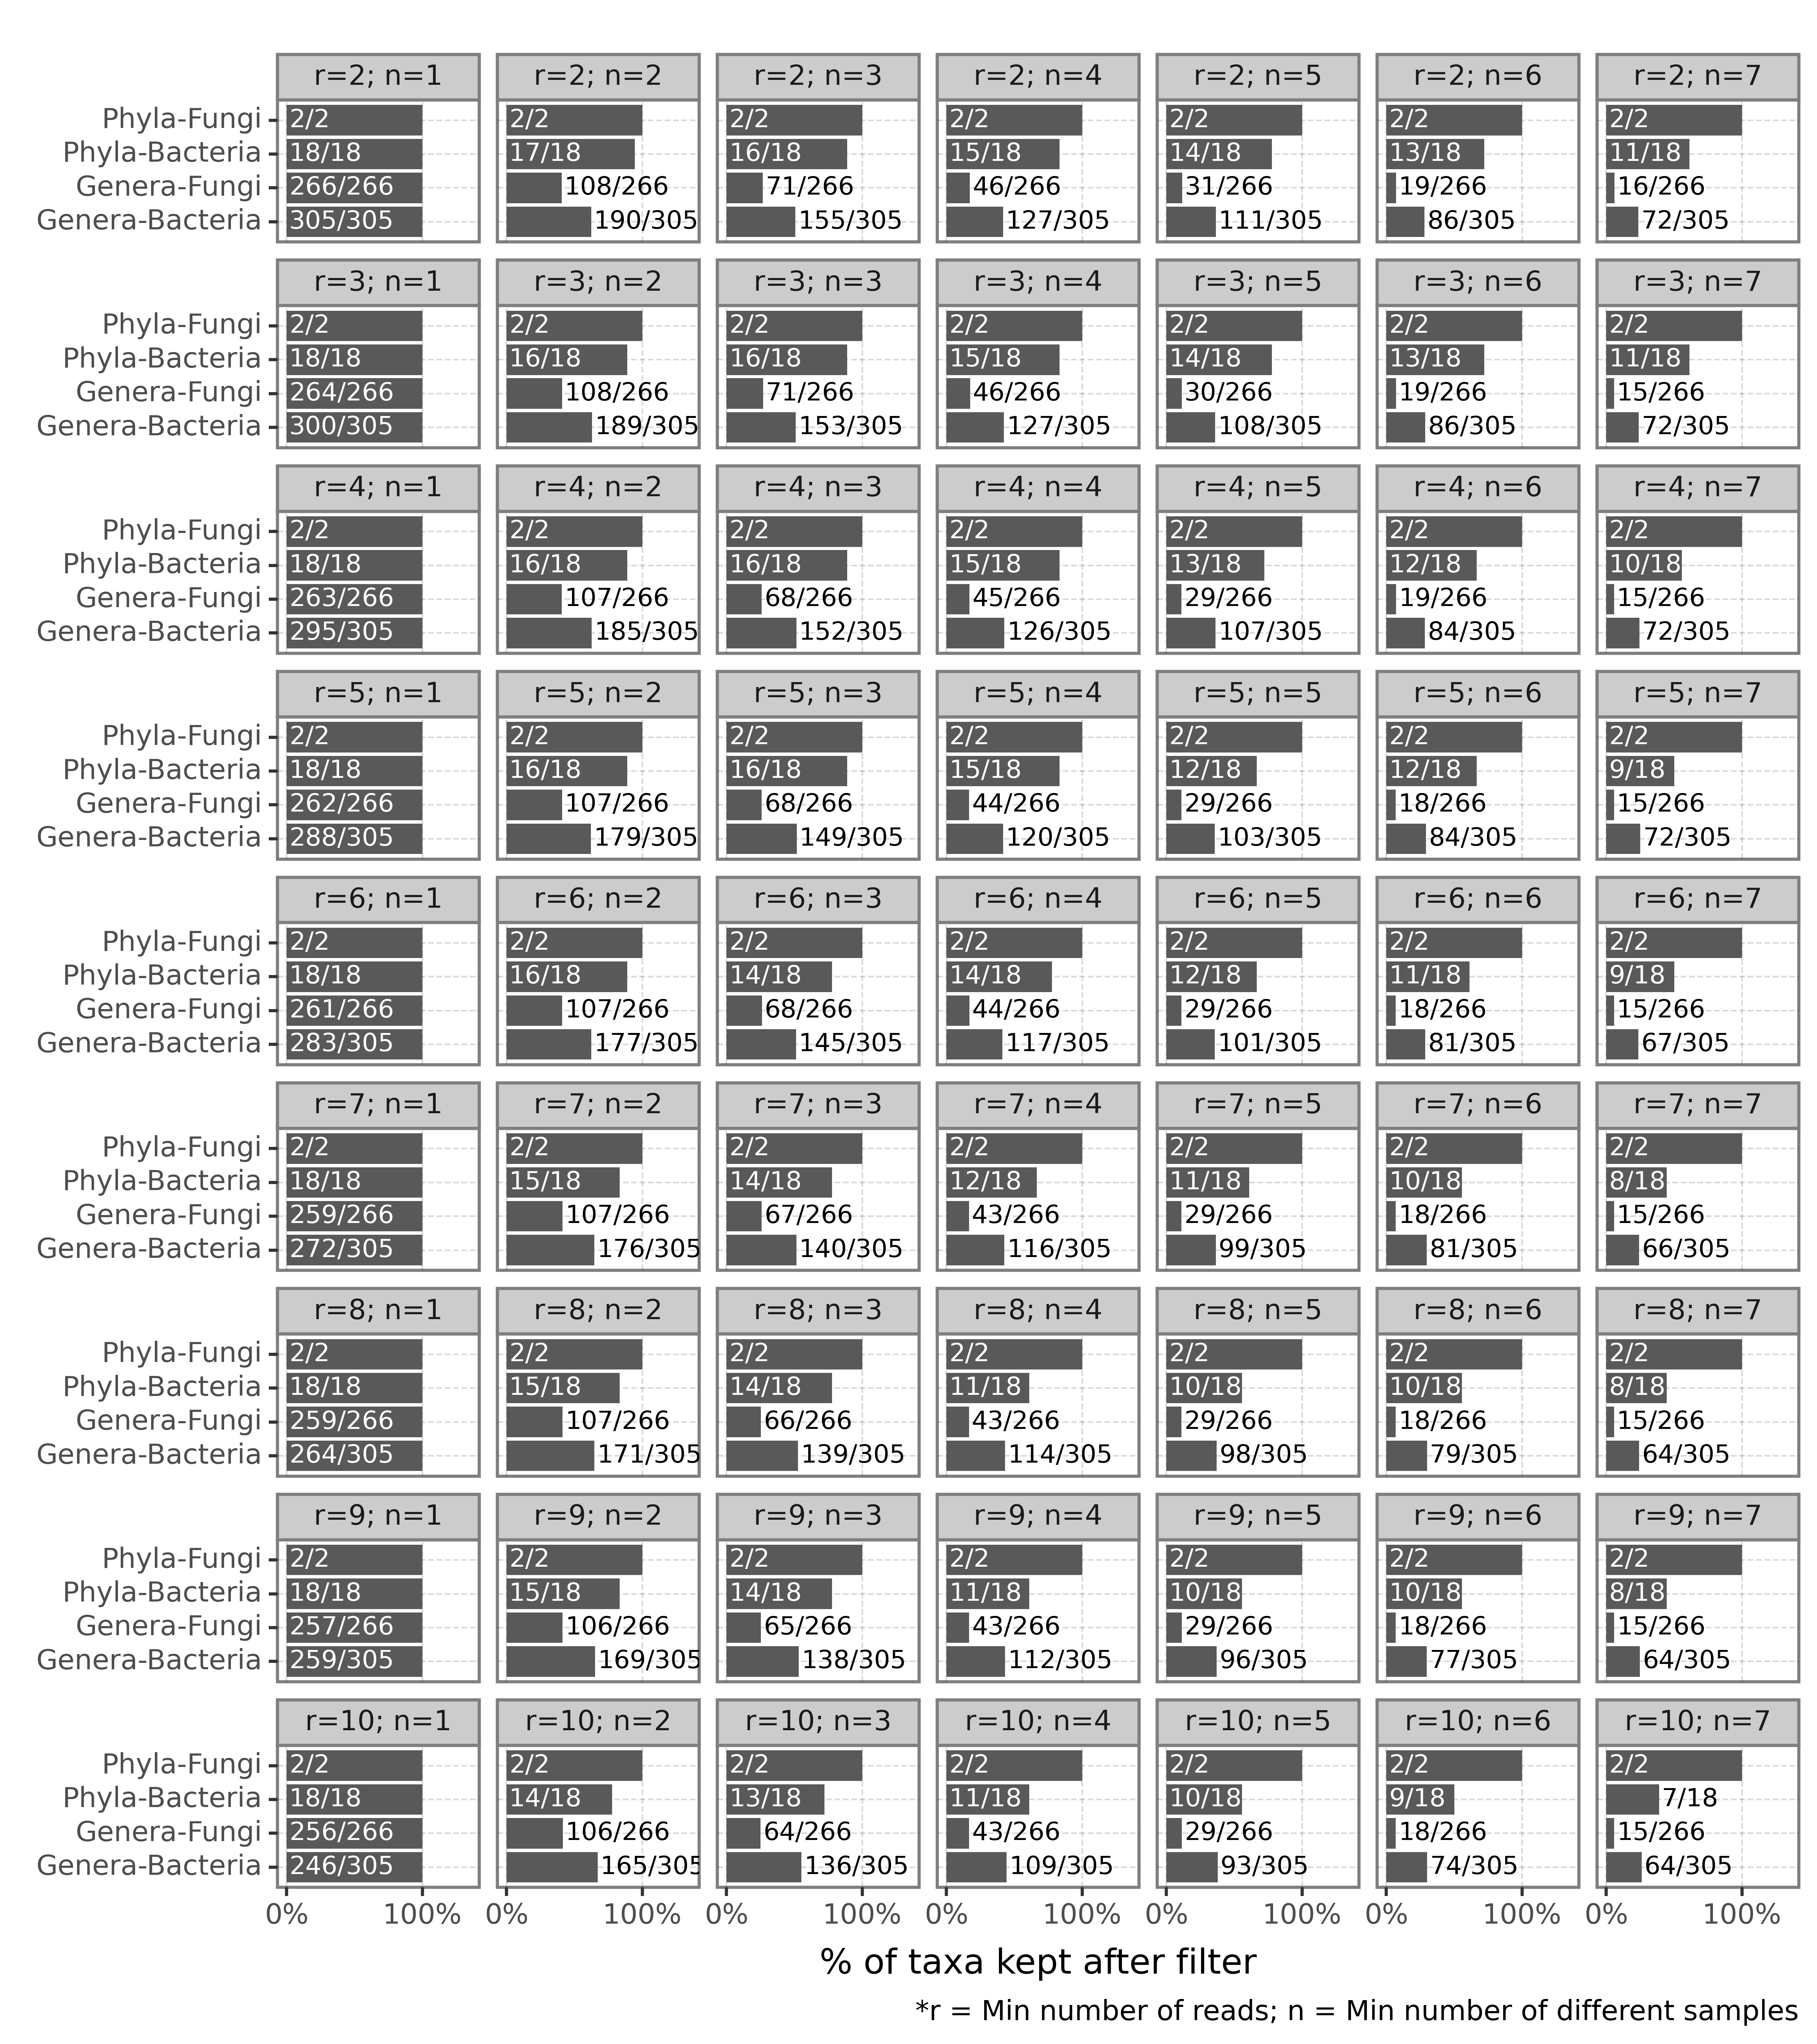 r=2; n=1 r=2; n=2 r=2; n=3 r=2; n=4 r=2; n=5 r=2; n=6 r=2; n=7
Phyla-Fungi 2/2 2/2 2/2 2/2 2/2 2/2 2/2
Phyla-Bacteria 18/18 17/18 16/18 15/18 14/18 13/18 11/18
Genera-Fungi 266/266 108/266 71/266 46/266 31/266 19/266 16/266
Genera-Bacteria 305/305 190/305 155/305 127/305 111/305 86/305 72/305
r=3; n=1 r=3; n=2 r=3; n=3 r=3; n=4 r=3; n=5 r=3; n=6 r=3; n=7
Phyla-Fungi 2/2 2/2 2/2 2/2 2/2 2/2 2/2
Phyla-Bacteria 18/18 16/18 16/18 15/18 14/18 13/18 11/18
Genera-Fungi 264/266 108/266 71/266 46/266 30/266 19/266 15/266
Genera-Bacteria 300/305 189/305 153/305 127/305 108/305 86/305 72/305
r=4; n=1 r=4; n=2 r=4; n=3 r=4; n=4 r=4; n=5 r=4; n=6 r=4; n=7
Phyla-Fungi 2/2 2/2 2/2 2/2 2/2 2/2 2/2
Phyla-Bacteria 18/18 16/18 16/18 15/18 13/18 12/18 10/18
Genera-Fungi 263/266 107/266 68/266 45/266 29/266 19/266 15/266
Genera-Bacteria 295/305 185/305 152/305 126/305 107/305 84/305 72/305
r=5; n=1 r=5; n=2 r=5; n=3 r=5; n=4 r=5; n=5 r=5; n=6 r=5; n=7
Phyla-Fungi 2/2 2/2 2/2 2/2 2/2 2/2 2/2
Phyla-Bacteria 18/18 16/18 16/18 15/18 12/18 12/18 9/18
Genera-Fungi 262/266 107/266 68/266 44/266 29/266 18/266 15/266
Genera-Bacteria 288/305 179/305 149/305 120/305 103/305 84/305 72/305
r=6; n=1 r=6; n=2 r=6; n=3 r=6; n=4 r=6; n=5 r=6; n=6 r=6; n=7
Phyla-Fungi 2/2 2/2 2/2 2/2 2/2 2/2 2/2
Phyla-Bacteria 18/18 16/18 14/18 14/18 12/18 11/18 9/18
Genera-Fungi 261/266 107/266 68/266 44/266 29/266 18/266 15/266
Genera-Bacteria 283/305 177/305 145/305 117/305 101/305 81/305 67/305
r=7; n=1 r=7; n=2 r=7; n=3 r=7; n=4 r=7; n=5 r=7; n=6 r=7; n=7
Phyla-Fungi 2/2 2/2 2/2 2/2 2/2 2/2 2/2
Phyla-Bacteria 18/18 15/18 14/18 12/18 11/18 10/18 8/18
Genera-Fungi 259/266 107/266 67/266 43/266 29/266 18/266 15/266
Genera-Bacteria 272/305 176/305 140/305 116/305 99/305 81/305 66/305
r=8; n=1 r=8; n=2 r=8; n=3 r=8; n=4 r=8; n=5 r=8; n=6 r=8; n=7
Phyla-Fungi 2/2 2/2 2/2 2/2 2/2 2/2 2/2
Phyla-Bacteria 18/18 15/18 14/18 11/18 10/18 10/18 8/18
Genera-Fungi 259/266 107/266 66/266 43/266 29/266 18/266 15/266
Genera-Bacteria 264/305 171/305 139/305 114/305 98/305 79/305 64/305
r=9; n=1 r=9; n=2 r=9; n=3 r=9; n=4 r=9; n=5 r=9; n=6 r=9; n=7
Phyla-Fungi 2/2 2/2 2/2 2/2 2/2 2/2 2/2
Phyla-Bacteria 18/18 15/18 14/18 11/18 10/18 10/18 8/18
Genera-Fungi 257/266 106/266 65/266 43/266 29/266 18/266 15/266
Genera-Bacteria 259/305 169/305 138/305 112/305 96/305 77/305 64/305
r=10; n=1 r=10; n=2 r=10; n=3 r=10; n=4 r=10; n=5 r=10; n=6 r=10; n=7
Phyla-Fungi 2/2 2/2 2/2 2/2 2/2 2/2 2/2
Phyla-Bacteria 18/18 14/18 13/18 11/18 10/18 9/18 7/18
Genera-Fungi 256/266 106/266 64/266 43/266 29/266 18/266 15/266
Genera-Bacteria 246/305 165/305 136/305 109/305 93/305 74/305 64/305
0% 100% 0% 100% 0% 100% 0% 100% 0% 100% 0% 100% 0% 100%
% of taxa kept after filter
*r = Min number of reads; n = Min number of different samples